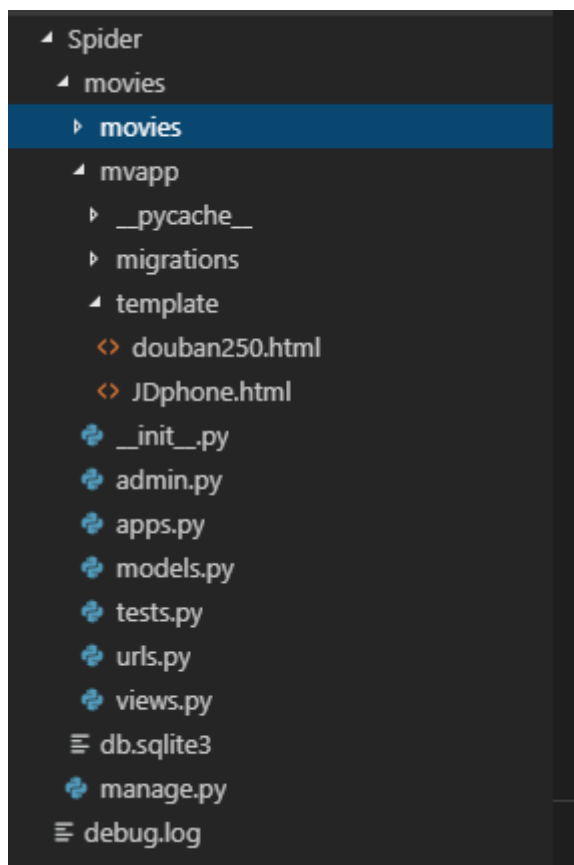 Spider
movies
movies
mvapp
__pycache__
migrations
template
douban250.html
JDphone.html
__init__.py
admin.py
apps.py
models.py
tests.py
urls.py
views.py
db.sqlite3
manage.py
debug.log